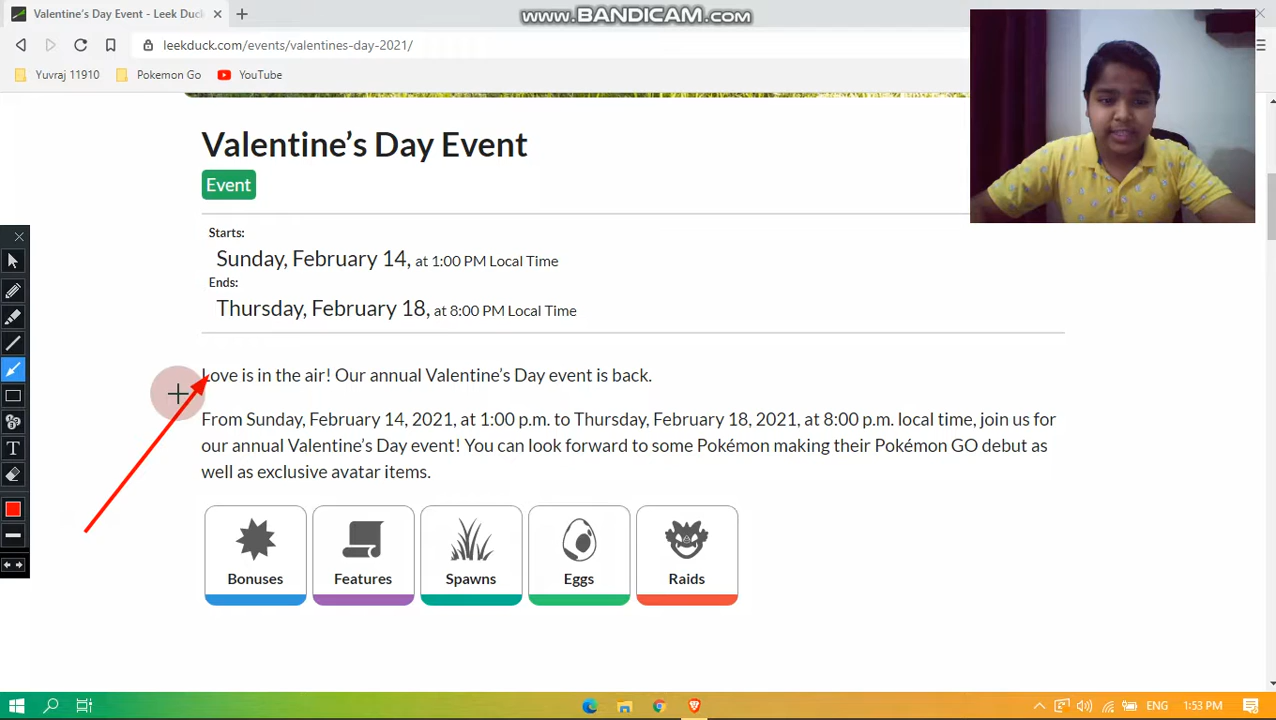 Valentine's Day Event - Leek Duck
www.BANDICAM.com
leekduck.com/events/valentines-day-2021/
Yuvraj 11910
Pokemon Go
YouTube
Valentine's Day Event
Event
Starts:
Sunday, February 14, at 1:00 PM Local Time
Ends:
Thursday, February 18, at 8:00 PM Local Time
Love is in the air! Our annual Valentine's Day event is back.
From Sunday, February 14, 2021, at 1:00 p.m. to Thursday, February 18, 2021, at 8:00 p.m. local time, join us for
our annual Valentine's Day event! You can look forward to some Pokémon making their Pokémon GO debut as
well as exclusive avatar items.
Bonuses
Features
Spawns
Eggs
Raids
T
ENG
1:53 PM